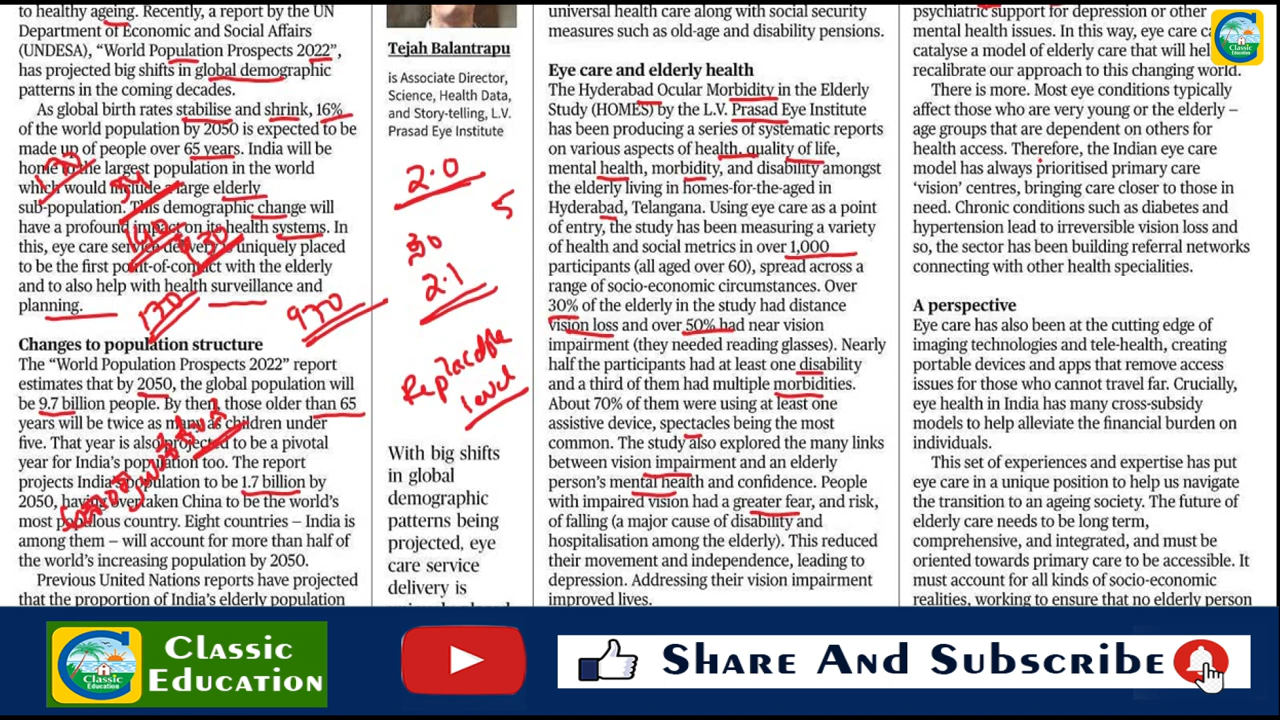 to healthy ageing. Recently, a report by the UN
Department of Economic and Social Affairs
(UNDESA), “World Population Prospects 2022”,
has projected big shifts in global demographic
patterns in the coming decades.
As global birth rates stabilise and shrink, 16%
of the world population by 2050 is expected to be
made up of people over 65 years. India will be
home to the largest population in the world
which would include a large elderly
sub-population. This demographic change will
have a profound impact on its health systems. In
this, eye care service delivery is uniquely placed
to be the first point-of-contact with the elderly
and to also help with health surveillance and
planning.
Changes to population structure
The “World Population Prospects 2022” report
estimates that by 2050, the global population will
be 9.7 billion people. By then, those older than 65
years will be twice as many as children under
five. That year is also projected to be a pivotal
year for India’s population too. The report
projects India’s population to be 1.7 billion by
2050, having overtaken China to be the world’s
most populous country. Eight countries — India is
among them — will account for more than half of
the world’s increasing population by 2050.
Previous United Nations reports have projected
that the proportion of India’s elderly population
Tejah Balantrapu
is Associate Director,
Science, Health Data,
and Story-telling, L.V.
Prasad Eye Institute
2.0
5
30
2.1
Replaceable
level
130
130
930
With big shifts
in global
demographic
patterns being
projected, eye
care service
delivery is
universal health care along with social security
measures such as old-age and disability pensions.
Eye care and elderly health
The Hyderabad Ocular Morbidity in the Elderly
Study (HOMES) by the L.V. Prasad Eye Institute
has been producing a series of systematic reports
on various aspects of health, quality of life,
mental health, morbidity, and disability amongst
the elderly living in homes-for-the-aged in
Hyderabad, Telangana. Using eye care as a point
of entry, the study has been measuring a variety
of health and social metrics in over 1,000
participants (all aged over 60), spread across a
range of socio-economic circumstances. Over
30% of the elderly in the study had distance
vision loss and over 50% had near vision
impairment (they needed reading glasses). Nearly
half the participants had at least one disability
and a third of them had multiple morbidities.
About 70% of them were using at least one
assistive device, spectacles being the most
common. The study also explored the many links
between vision impairment and an elderly
person’s mental health and confidence. People
with impaired vision had a greater fear, and risk,
of falling (a major cause of disability and
hospitalisation among the elderly). This reduced
their movement and independence, leading to
depression. Addressing their vision impairment
improved lives.
psychiatric support for depression or other
mental health issues. In this way, eye care
catalyse a model of elderly care that will
recalibrate our approach to this changing world.
There is more. Most eye conditions typically
affect those who are very young or the elderly —
age groups that are dependent on others for
health access. Therefore, the Indian eye care
model has always prioritised primary care
‘vision’ centres, bringing care closer to those in
need. Chronic conditions such as diabetes and
hypertension lead to irreversible vision loss and
so, the sector has been building referral networks
connecting with other health specialities.
A perspective
Eye care has also been at the cutting edge of
imaging technologies and tele-health, creating
portable devices and apps that remove access
issues for those who cannot travel far. Crucially,
eye health in India has many cross-subsidy
models to help alleviate the financial burden on
individuals.
This set of experiences and expertise has put
eye care in a unique position to help us navigate
the transition to an ageing society. The future of
elderly care needs to be long term,
comprehensive, and integrated, and must be
oriented towards primary care to be accessible. It
must account for all kinds of socio-economic
realities, working to ensure that no elderly person
Classic
Education
Classic
Education
Classic
Education
Share And Subscribe